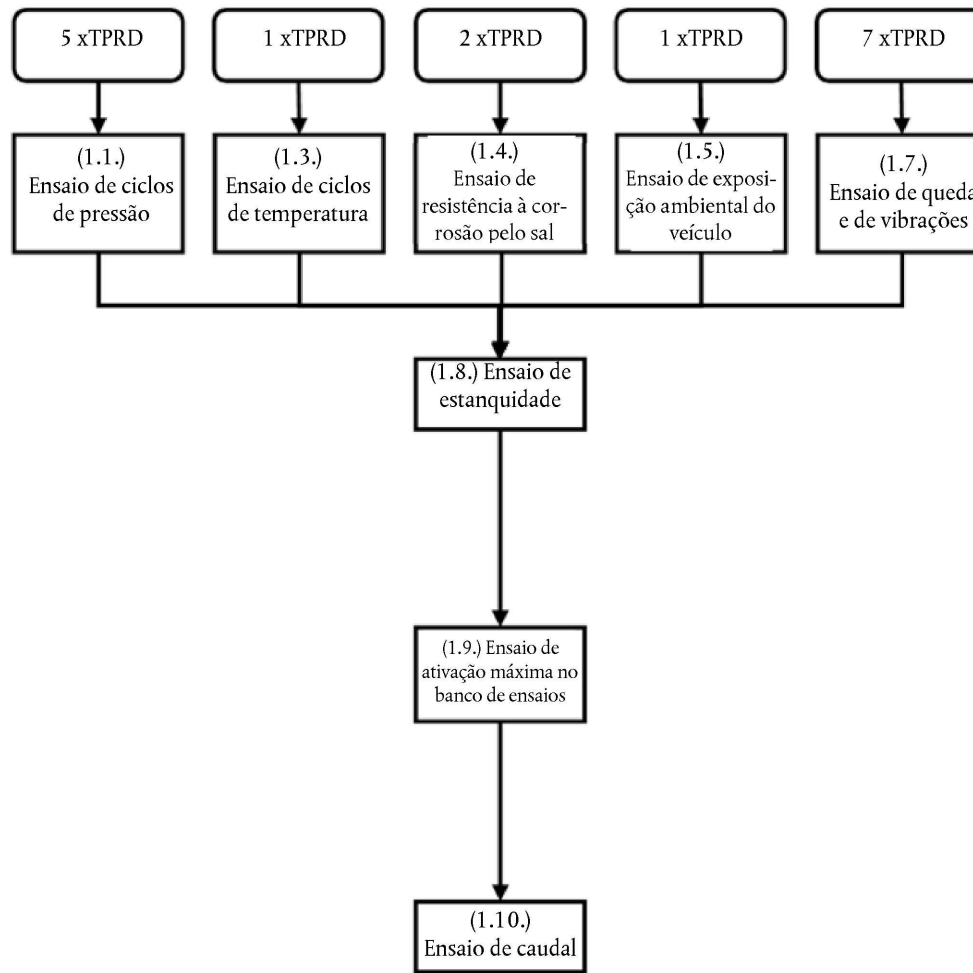 5 xTPRD
1 xTPRD
2 xTPRD
1 xTPRD
7 xTPRD
(1.1.)
Ensaio de ciclos
de pressão
(1.3.)
Ensaio de ciclos
de temperatura
(1.4.)
Ensaio de
resistência à cor-
rosão pelo sal
(1.5.)
Ensaio de exposi-
ção ambiental do
veículo
(1.7.)
Ensaio de queda
e de vibrações
(1.8.) Ensaio de
estanquidade
(1.9.) Ensaio de
ativação máxima no
banco de ensaios
(1.10.)
Ensaio de caudal